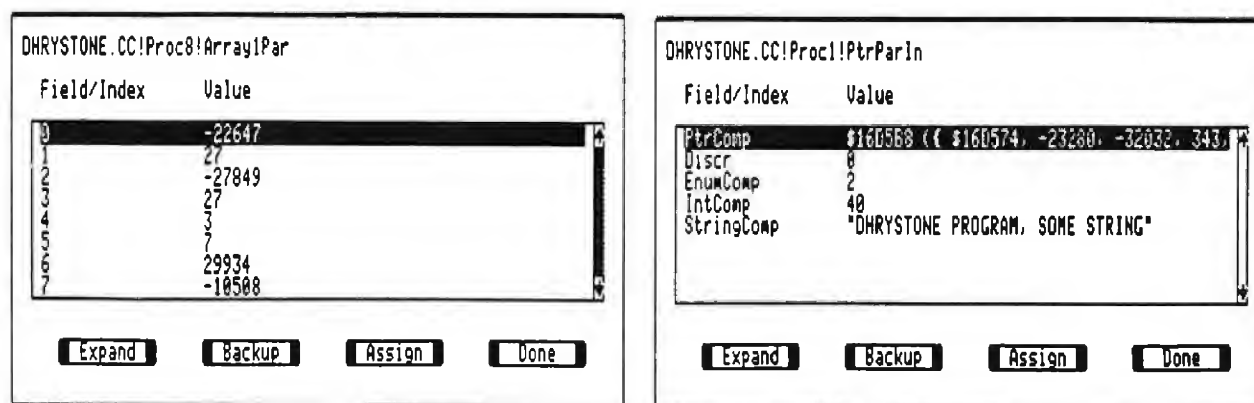 DHRYSTONE.CC!Proc8!Array1Par
Field/Index Value
0 -22647
1 27
2 -27849
3 27
4 3
5 7
6 29934
7 -10508
Expand Backup Assign Done
DHRYSTONE.CC!Proc1!PtrParIn
Field/Index Value
PtrComp $16D5B8 ({ $16D574, -23280, -32032, 343,
Discr 0
EnumComp 2
IntComp 40
StringComp "DHRYSTONE PROGRAM, SOME STRING"
Expand Backup Assign Done